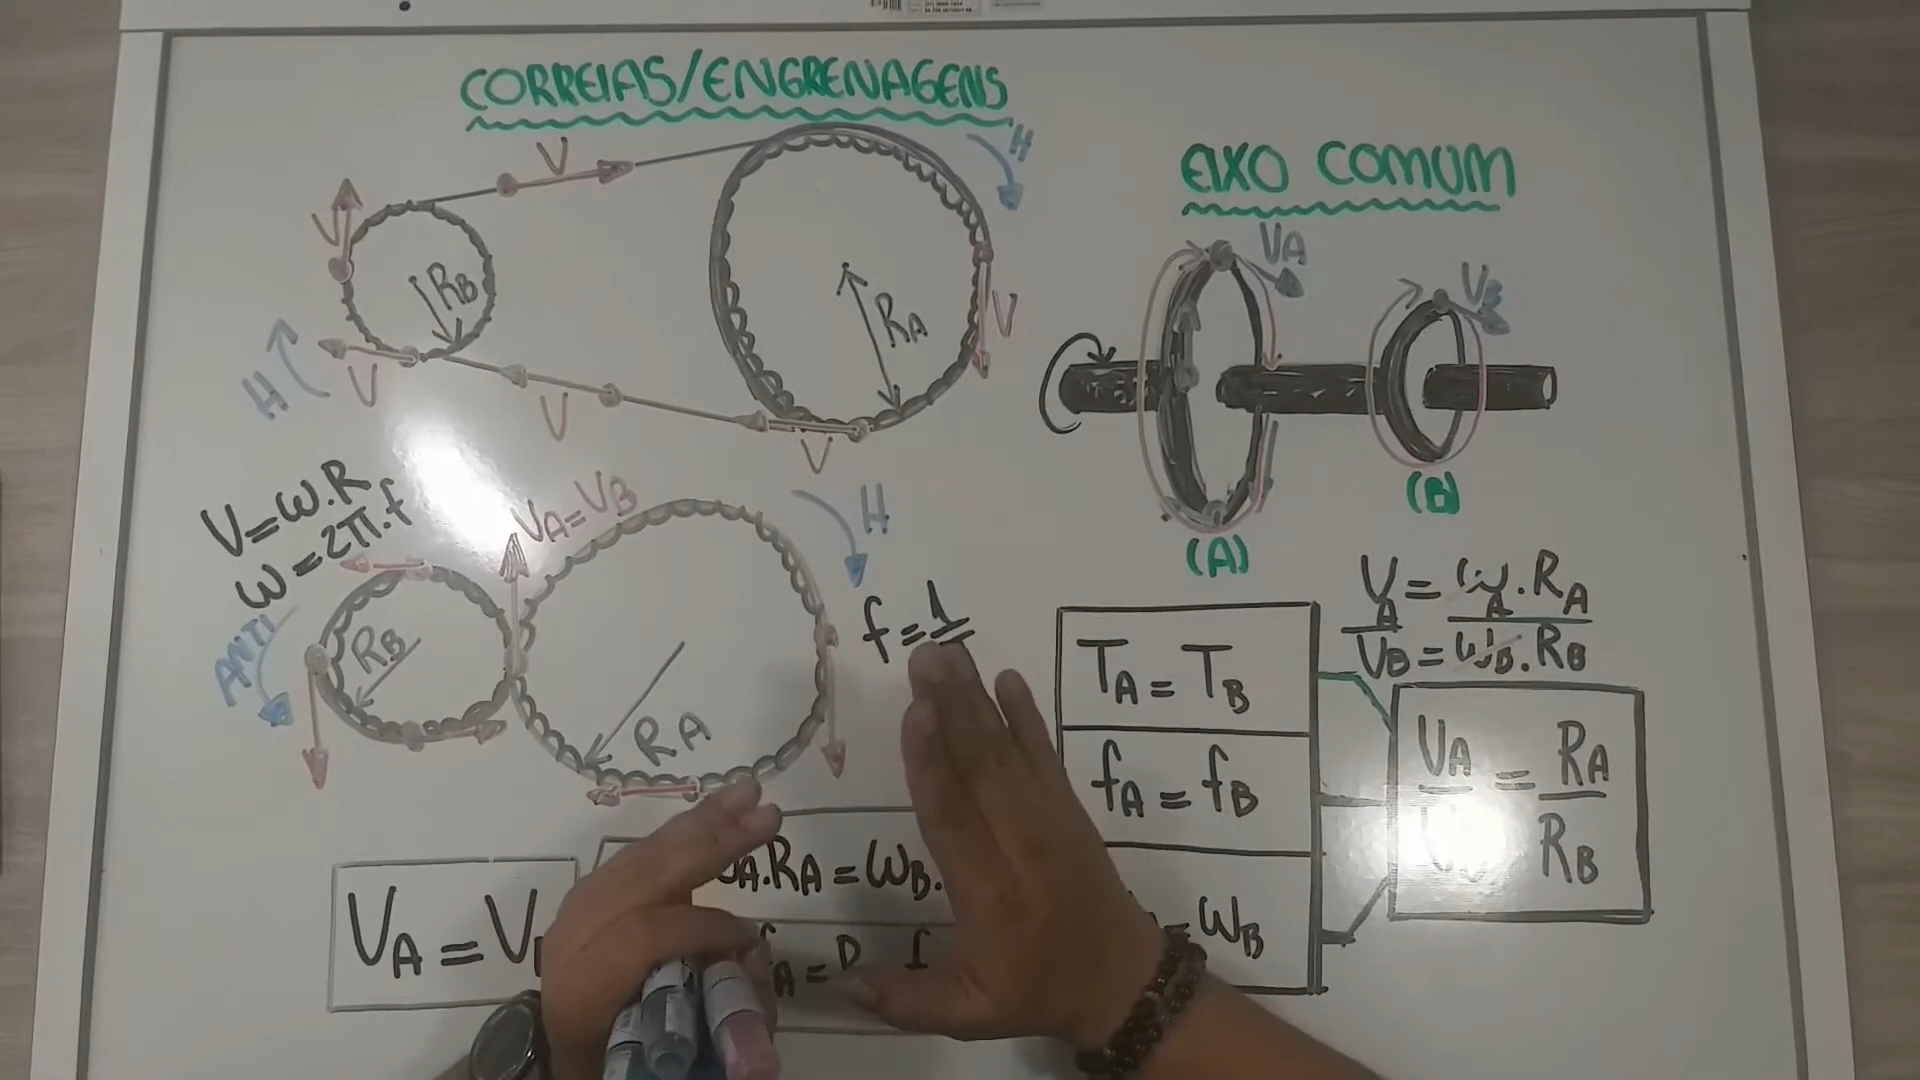 CORREIAS/ENGRENAGENS
V
H
V
RB
RA
V
H
V
V
V
V=ω.R
ω=2π.f
VA=VB
H
ANTI
RB
RA
f=1
ωA.RA=ωB.
A=
VA=V
EIXO COMUM
VA
VB
(B)
(A)
VA=ωA.RA
VB=ωB.RB
TA=TB
fA=fB
=ωB
VA = RA
RB